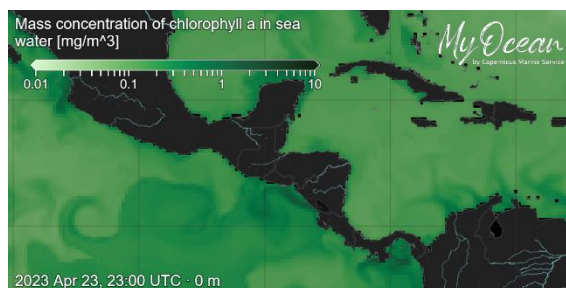 Mass concentration of chlorophyll a in sea
water [mg/m^3]
0.01 0.1 1 10
My Ocean
by Copernicus Marine Service
2023 Apr 23, 23:00 UTC · 0 m